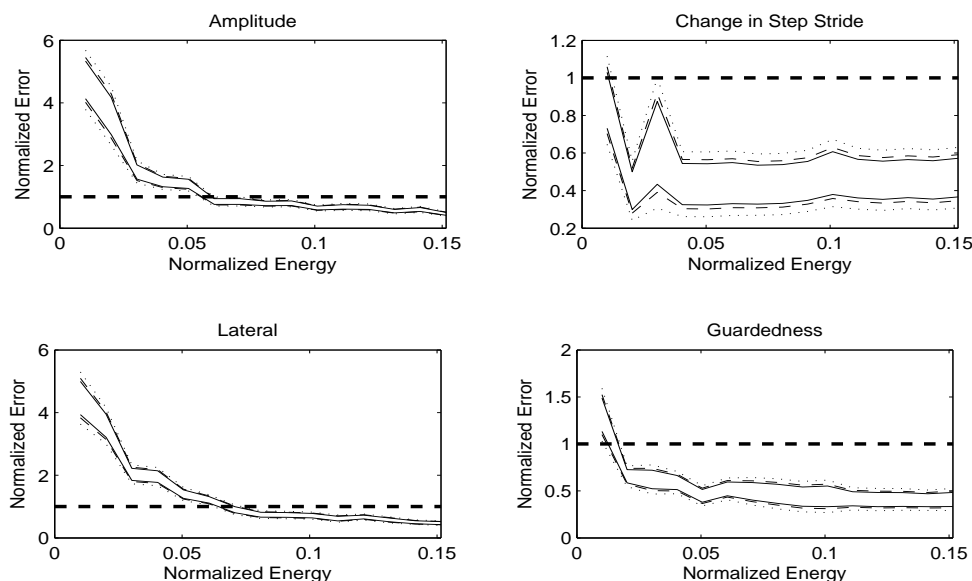 Amplitude
6
4
2
0
0
0.05
0.1
0.15
Normalized Error
Normalized Energy
Change in Step Stride
1.2
1
0.8
0.6
0.4
0.2
0
0.05
0.1
0.15
Normalized Error
Normalized Energy
Lateral
6
4
2
0
0
0.05
0.1
0.15
Normalized Error
Normalized Energy
Guardedness
2
1.5
1
0.5
0
0
0.05
0.1
0.15
Normalized Error
Normalized Energy